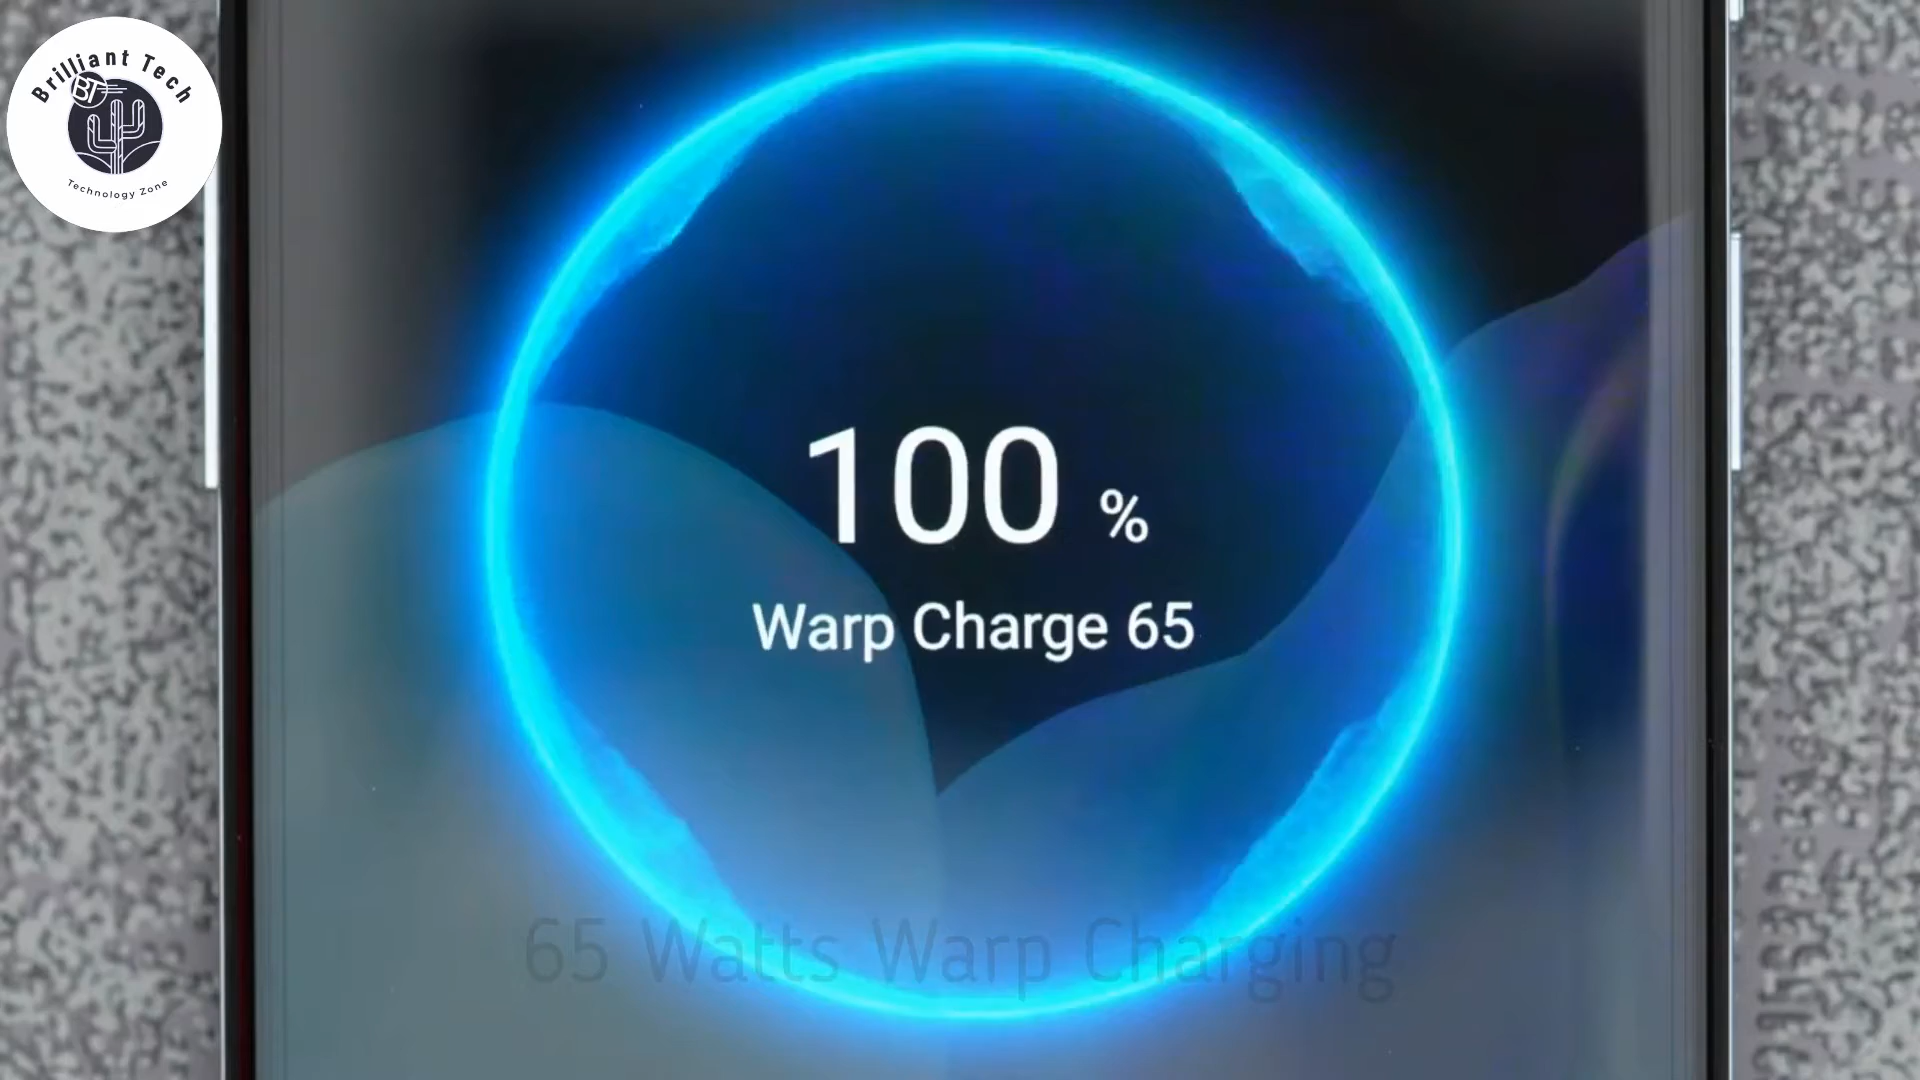 Brilliant Tech
BT
Technology Zone
100 %
Warp Charge 65
65 Watts Warp Charging